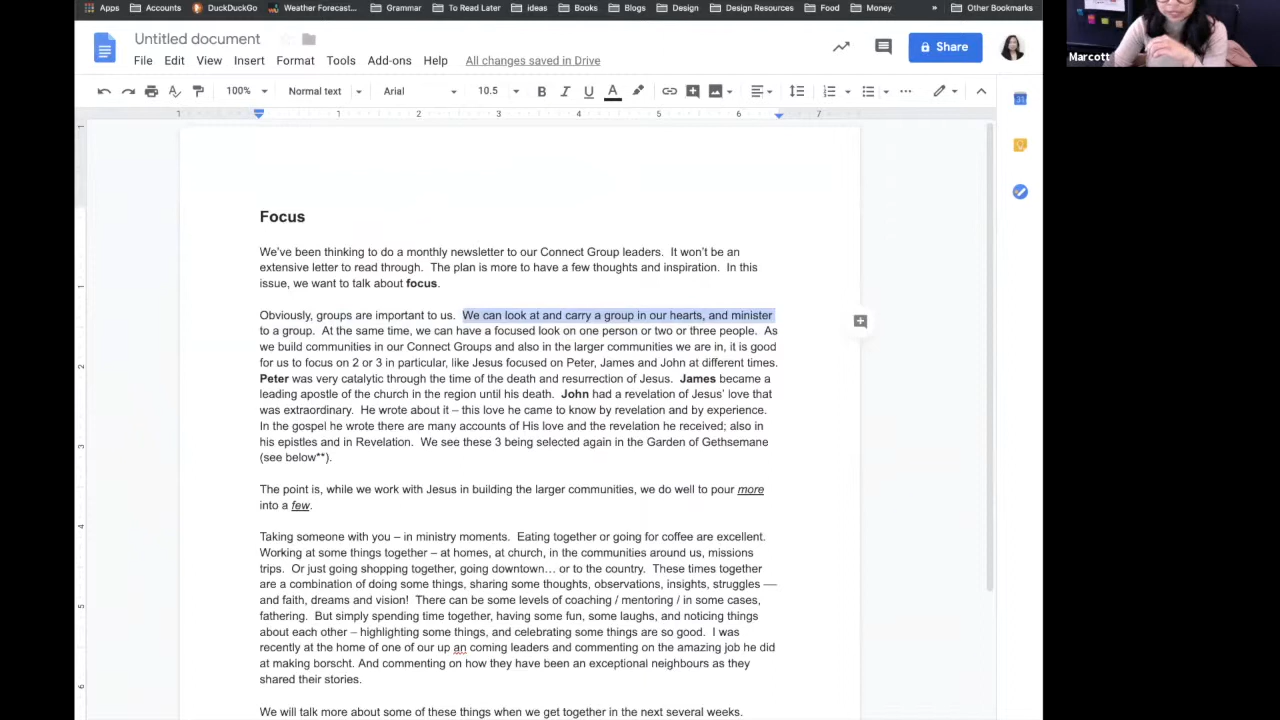 Apps Accounts DuckDuckGo Weather Forecast... Grammar To Read Later ideas Books Blogs Design Design Resources Food Money » Other Bookmarks
Untitled document
File Edit View Insert Format Tools Add-ons Help All changes saved in Drive
Share
Marcott
100% Normal text Arial 10.5 B I U A
1 1 2 3 4 5 6 7
Focus
We've been thinking to do a monthly newsletter to our Connect Group leaders. It won't be an
extensive letter to read through. The plan is more to have a few thoughts and inspiration. In this
issue, we want to talk about focus.
Obviously, groups are important to us. We can look at and carry a group in our hearts, and minister
to a group. At the same time, we can have a focused look on one person or two or three people. As
we build communities in our Connect Groups and also in the larger communities we are in, it is good
for us to focus on 2 or 3 in particular, like Jesus focused on Peter, James and John at different times.
Peter was very catalytic through the time of the death and resurrection of Jesus. James became a
leading apostle of the church in the region until his death. John had a revelation of Jesus' love that
was extraordinary. He wrote about it – this love he came to know by revelation and by experience.
In the gospel he wrote there are many accounts of His love and the revelation he received; also in
his epistles and in Revelation. We see these 3 being selected again in the Garden of Gethsemane
(see below**).
The point is, while we work with Jesus in building the larger communities, we do well to pour more
into a few.
Taking someone with you – in ministry moments. Eating together or going for coffee are excellent.
Working at some things together – at homes, at church, in the communities around us, missions
trips. Or just going shopping together, going downtown… or to the country. These times together
are a combination of doing some things, sharing some thoughts, observations, insights, struggles —
and faith, dreams and vision! There can be some levels of coaching / mentoring / in some cases,
fathering. But simply spending time together, having some fun, some laughs, and noticing things
about each other – highlighting some things, and celebrating some things are so good. I was
recently at the home of one of our up an coming leaders and commenting on the amazing job he did
at making borscht. And commenting on how they have been an exceptional neighbours as they
shared their stories.
We will talk more about some of these things when we get together in the next several weeks.
1
1
2
3
4
5
6
31